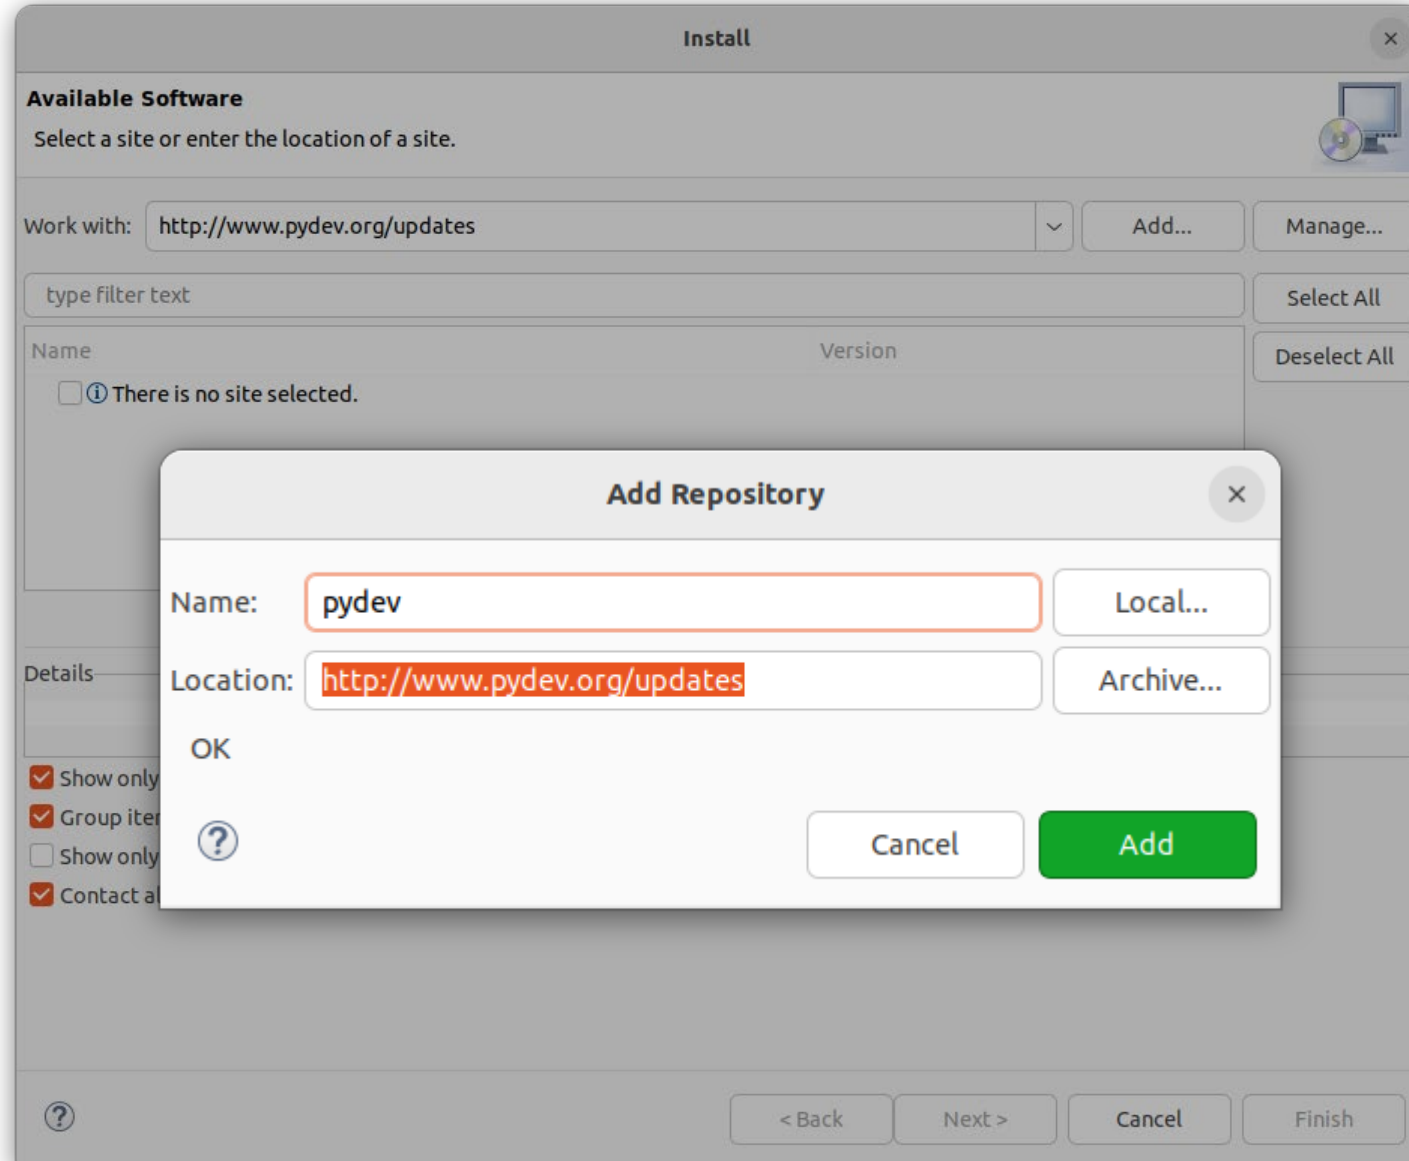 Install
Available Software
Select a site or enter the location of a site.
Work with: http://www.pydev.org/updates Add... Manage...
type filter text Select All
Name Version Deselect All
There is no site selected.
Add Repository
Name: pydev Local...
Details Location: http://www.pydev.org/updates Archive...
OK
Show only
Group
Show only
Contact
Cancel Add
< Back Next > Cancel Finish